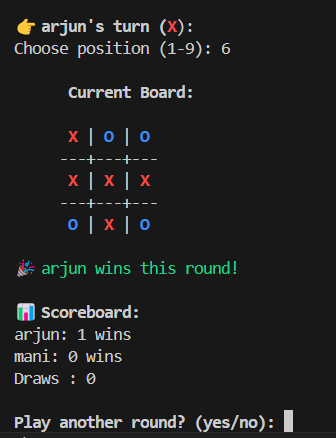 👉 arjun's turn (X):
Choose position (1-9): 6
Current Board:
X | O | O
---+---+---
X | X | X
---+---+---
O | X | O
🎉 arjun wins this round!
📊 Scoreboard:
arjun: 1 wins
mani: 0 wins
Draws : 0
Play another round? (yes/no):